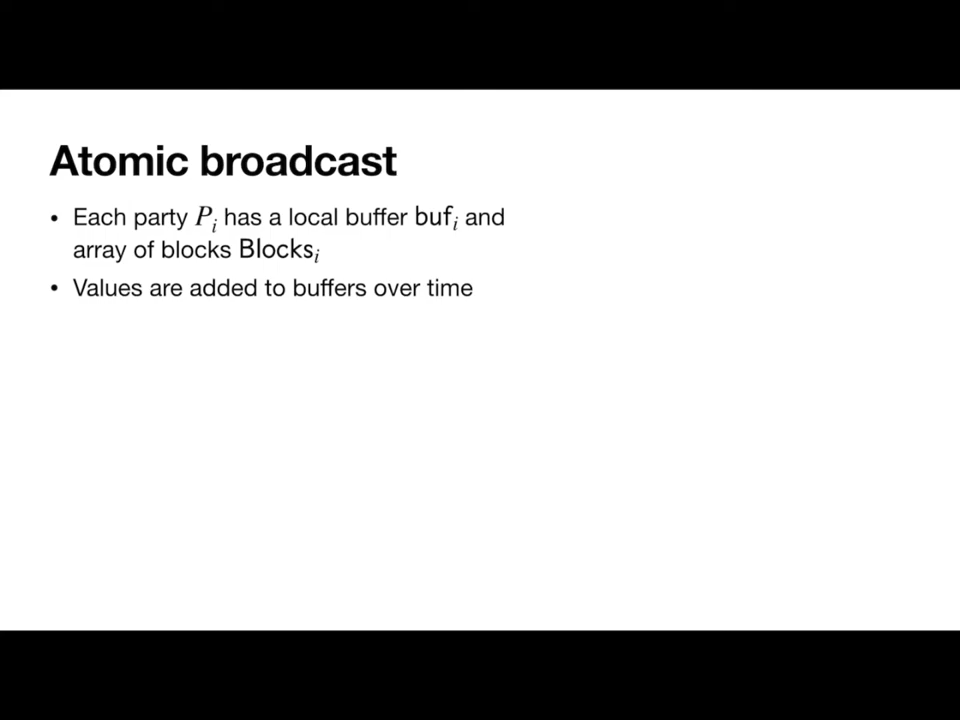 Atomic broadcast
• Each party Pᵢ has a local buffer bufᵢ and
array of blocks Blocksᵢ
• Values are added to buffers over time